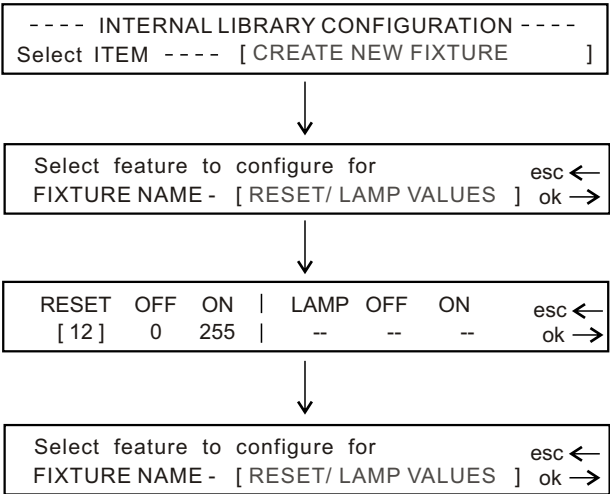 ---- INTERNAL LIBRARY CONFIGURATION ----
Select ITEM ---- [ CREATE NEW FIXTURE ]
Select feature to configure for esc ←
FIXTURE NAME - [ RESET/ LAMP VALUES ] ok →
RESET OFF ON | LAMP OFF ON esc ←
[ 12 ] 0 255 | -- -- -- ok →
Select feature to configure for esc ←
FIXTURE NAME - [ RESET/ LAMP VALUES ] ok →